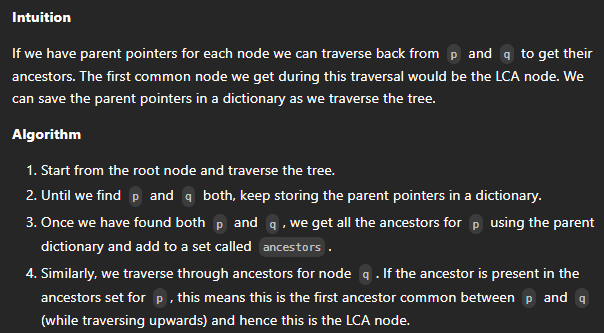 Intuition
If we have parent pointers for each node we can traverse back from p and q to get their
ancestors. The first common node we get during this traversal would be the LCA node. We
can save the parent pointers in a dictionary as we traverse the tree.
Algorithm
1. Start from the root node and traverse the tree.
2. Until we find p and q both, keep storing the parent pointers in a dictionary.
3. Once we have found both p and q , we get all the ancestors for p using the parent
dictionary and add to a set called ancestors .
4. Similarly, we traverse through ancestors for node q . If the ancestor is present in the
ancestors set for p , this means this is the first ancestor common between p and q
(while traversing upwards) and hence this is the LCA node.